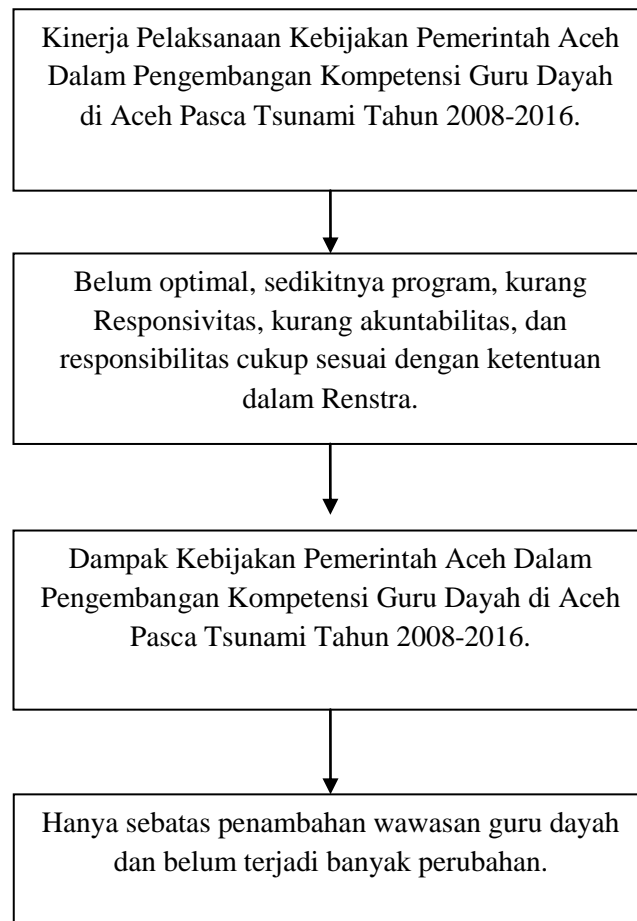 Kinerja Pelaksanaan Kebijakan Pemerintah Aceh
Dalam Pengembangan Kompetensi Guru Dayah
di Aceh Pasca Tsunami Tahun 2008-2016.
Belum optimal, sedikitnya program, kurang
Responsivitas, kurang akuntabilitas, dan
responsibilitas cukup sesuai dengan ketentuan
dalam Renstra.
Dampak Kebijakan Pemerintah Aceh Dalam
Pengembangan Kompetensi Guru Dayah di Aceh
Pasca Tsunami Tahun 2008-2016.
Hanya sebatas penambahan wawasan guru dayah
dan belum terjadi banyak perubahan.